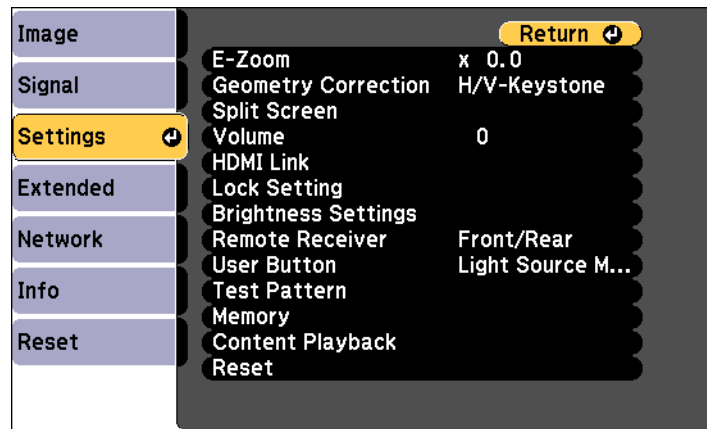 Image
Signal
Settings
Extended
Network
Info
Reset
Return
E-Zoom x 0.0
Geometry Correction H/V-Keystone
Split Screen
Volume 0
HDMI Link
Lock Setting
Brightness Settings
Remote Receiver Front/Rear
User Button Light Source M...
Test Pattern
Memory
Content Playback
Reset